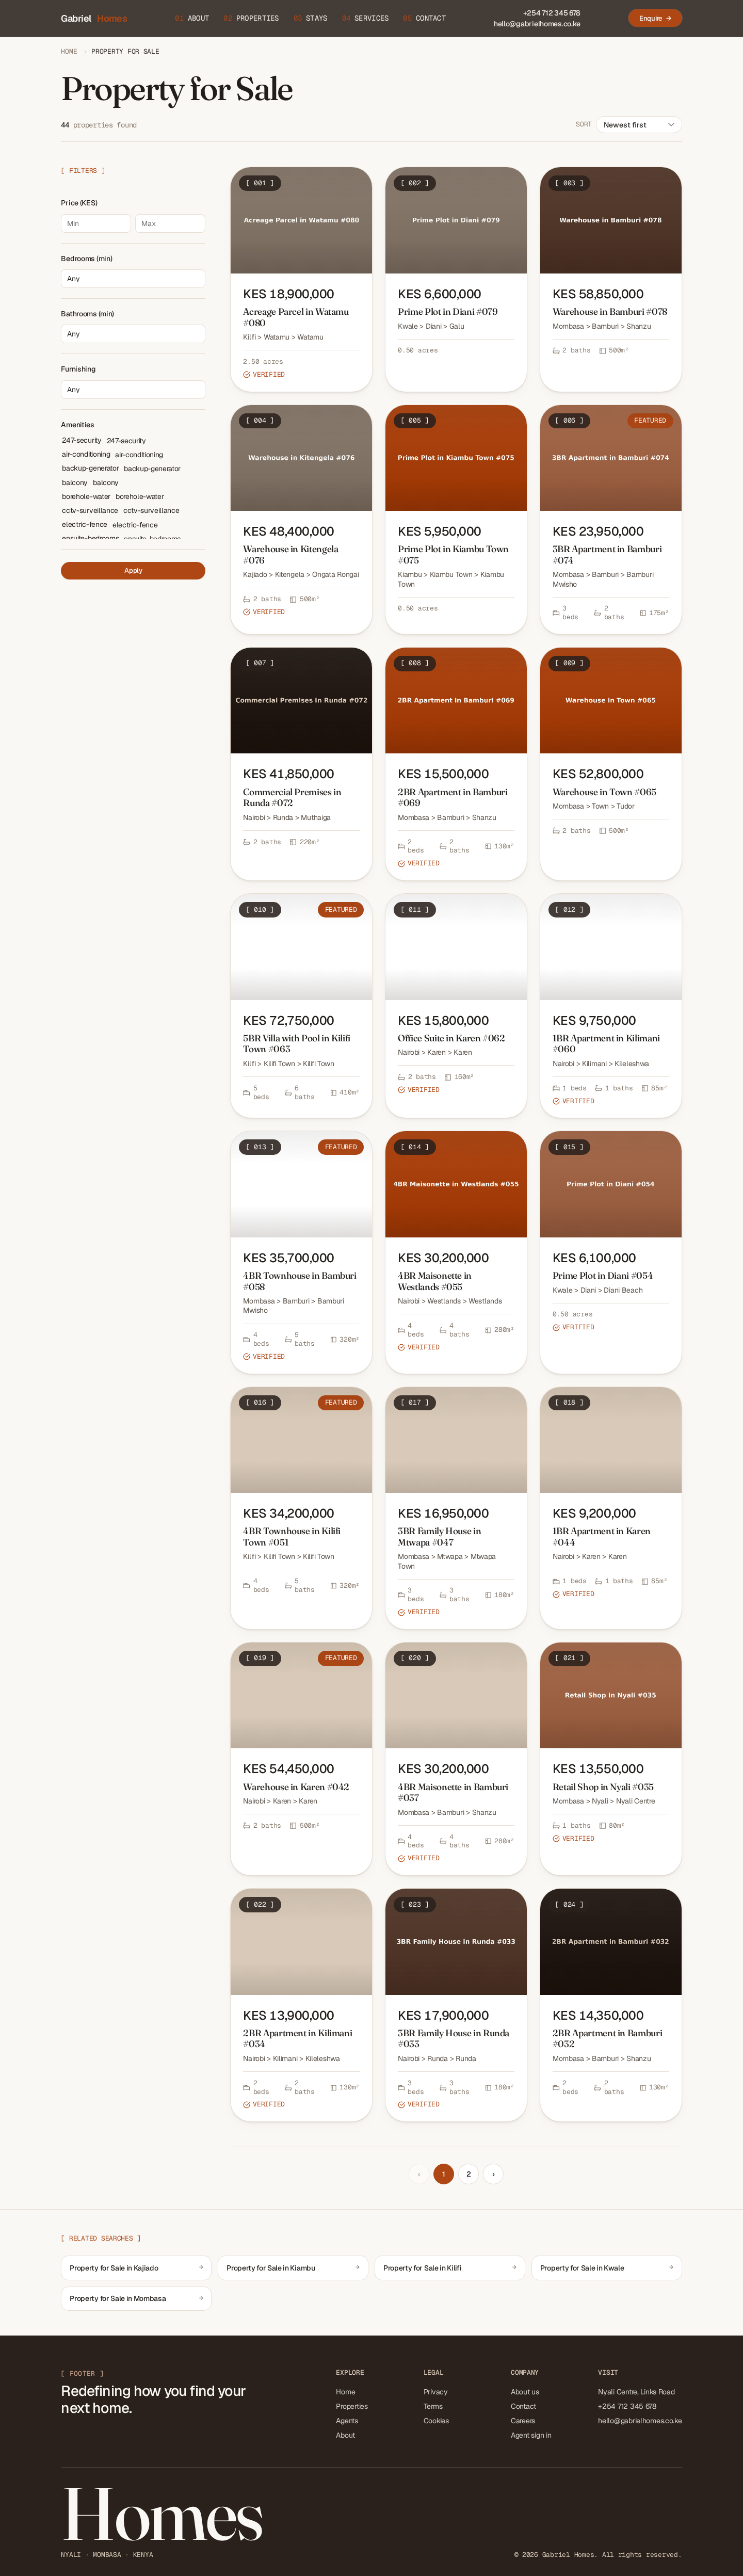 Gabriel Homes
01 ABOUT 02 PROPERTIES 03 STAYS 04 SERVICES 05 CONTACT
+254 712 345 678
hello@gabrielhomes.co.ke
Enquire →
HOME › PROPERTY FOR SALE
Property for Sale
44 properties found
SORT Newest first
[ FILTERS ]
Price (KES)
Min Max
Bedrooms (min)
Any
Bathrooms (min)
Any
Furnishing
Any
Amenities
247-security 247-security
air-conditioning air-conditioning
backup-generator backup-generator
balcony balcony
borehole-water borehole-water
cctv-surveillance cctv-surveillance
electric-fence electric-fence
ensuite-bedrooms ensuite-bedrooms
Apply
[ 001 ]
Acreage Parcel in Watamu #080
KES 18,900,000
Acreage Parcel in Watamu
#080
Kilifi > Watamu > Watamu
2.50 acres
VERIFIED
[ 002 ]
Prime Plot in Diani #079
KES 6,600,000
Prime Plot in Diani #079
Kwale > Diani > Galu
0.50 acres
[ 003 ]
Warehouse in Bamburi #078
KES 58,850,000
Warehouse in Bamburi #078
Mombasa > Bamburi > Shanzu
2 baths 500m²
[ 004 ]
Warehouse in Kitengela #076
KES 48,400,000
Warehouse in Kitengela
#076
Kajiado > Kitengela > Ongata Rongai
2 baths 500m²
VERIFIED
[ 005 ]
Prime Plot in Kiambu Town #075
KES 5,950,000
Prime Plot in Kiambu Town
#075
Kiambu > Kiambu Town > Kiambu
Town
0.50 acres
[ 006 ] FEATURED
3BR Apartment in Bamburi #074
KES 23,950,000
3BR Apartment in Bamburi
#074
Mombasa > Bamburi > Bamburi
Mwisho
3 beds 2 baths 175m²
[ 007 ]
Commercial Premises in Runda #072
KES 41,850,000
Commercial Premises in
Runda #072
Nairobi > Runda > Muthaiga
2 baths 220m²
[ 008 ]
2BR Apartment in Bamburi #069
KES 15,500,000
2BR Apartment in Bamburi
#069
Mombasa > Bamburi > Shanzu
2 beds 2 baths 130m²
VERIFIED
[ 009 ]
Warehouse in Town #065
KES 52,800,000
Warehouse in Town #065
Mombasa > Town > Tudor
2 baths 500m²
[ 010 ] FEATURED
KES 72,750,000
5BR Villa with Pool in Kilifi
Town #063
Kilifi > Kilifi Town > Kilifi Town
5 beds 6 baths 410m²
[ 011 ]
KES 15,800,000
Office Suite in Karen #062
Nairobi > Karen > Karen
2 baths 160m²
VERIFIED
[ 012 ]
KES 9,750,000
1BR Apartment in Kilimani
#060
Nairobi > Kilimani > Kileleshwa
1 beds 1 baths 85m²
VERIFIED
[ 013 ] FEATURED
KES 35,700,000
4BR Townhouse in Bamburi
#058
Mombasa > Bamburi > Bamburi
Mwisho
4 beds 5 baths 320m²
VERIFIED
[ 014 ]
4BR Maisonette in Westlands #055
KES 30,200,000
4BR Maisonette in
Westlands #055
Nairobi > Westlands > Westlands
4 beds 4 baths 280m²
VERIFIED
[ 015 ]
Prime Plot in Diani #054
KES 6,100,000
Prime Plot in Diani #054
Kwale > Diani > Diani Beach
0.50 acres
VERIFIED
[ 016 ] FEATURED
KES 34,200,000
4BR Townhouse in Kilifi
Town #051
Kilifi > Kilifi Town > Kilifi Town
4 beds 5 baths 320m²
[ 017 ]
KES 16,950,000
3BR Family House in
Mtwapa #047
Mombasa > Mtwapa > Mtwapa
Town
3 beds 3 baths 180m²
VERIFIED
[ 018 ]
KES 9,200,000
1BR Apartment in Karen
#044
Nairobi > Karen > Karen
1 beds 1 baths 85m²
VERIFIED
[ 019 ] FEATURED
KES 54,450,000
Warehouse in Karen #042
Nairobi > Karen > Karen
2 baths 500m²
[ 020 ]
KES 30,200,000
4BR Maisonette in Bamburi
#037
Mombasa > Bamburi > Shanzu
4 beds 4 baths 280m²
VERIFIED
[ 021 ]
Retail Shop in Nyali #035
KES 13,550,000
Retail Shop in Nyali #035
Mombasa > Nyali > Nyali Centre
1 baths 80m²
VERIFIED
[ 022 ]
KES 13,900,000
2BR Apartment in Kilimani
#034
Nairobi > Kilimani > Kileleshwa
2 beds 2 baths 130m²
VERIFIED
[ 023 ]
3BR Family House in Runda #033
KES 17,900,000
3BR Family House in Runda
#033
Nairobi > Runda > Runda
3 beds 3 baths 180m²
VERIFIED
[ 024 ]
2BR Apartment in Bamburi #032
KES 14,350,000
2BR Apartment in Bamburi
#032
Mombasa > Bamburi > Shanzu
2 beds 2 baths 130m²
‹ 1 2 ›
[ RELATED SEARCHES ]
Property for Sale in Kajiado →
Property for Sale in Kiambu →
Property for Sale in Kilifi →
Property for Sale in Kwale →
Property for Sale in Mombasa →
[ FOOTER ]
Redefining how you find your
next home.
EXPLORE
Home
Properties
Agents
About
LEGAL
Privacy
Terms
Cookies
COMPANY
About us
Contact
Careers
Agent sign in
VISIT
Nyali Centre, Links Road
+254 712 345 678
hello@gabrielhomes.co.ke
Homes
NYALI · MOMBASA · KENYA
© 2026 Gabriel Homes. All rights reserved.